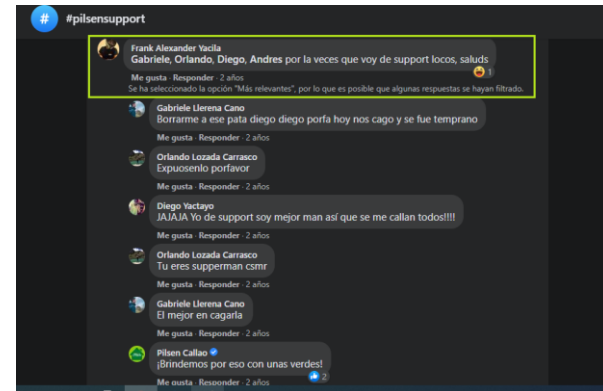 #
#pilsensupport
Frank Alexander Yacila
Gabriele, Orlando, Diego, Andres por la veces que voy de support locos, saluds
1
Me gusta · Responder · 2 años
Se ha seleccionado la opción "Más relevantes", por lo que es posible que algunas respuestas se hayan filtrado.
Gabriele Llerena Cano
Borrarme a ese pata diego diego porfa hoy nos cago y se fue temprano
Me gusta · Responder · 2 años
Orlando Lozada Carrasco
Expuosenlo porfavor
Me gusta · Responder · 2 años
Diego Yactayo
JAJAJA Yo de support soy mejor man así que se me callan todos!!!!
Me gusta · Responder · 2 años
Orlando Lozada Carrasco
Tu eres supperman csmr
Me gusta · Responder · 2 años
Gabriele Llerena Cano
El mejor en cagarla
Me gusta · Responder · 2 años
Pilsen Callao
¡Brindemos por eso con unas verdes!
2
Me gusta · Responder · 2 años